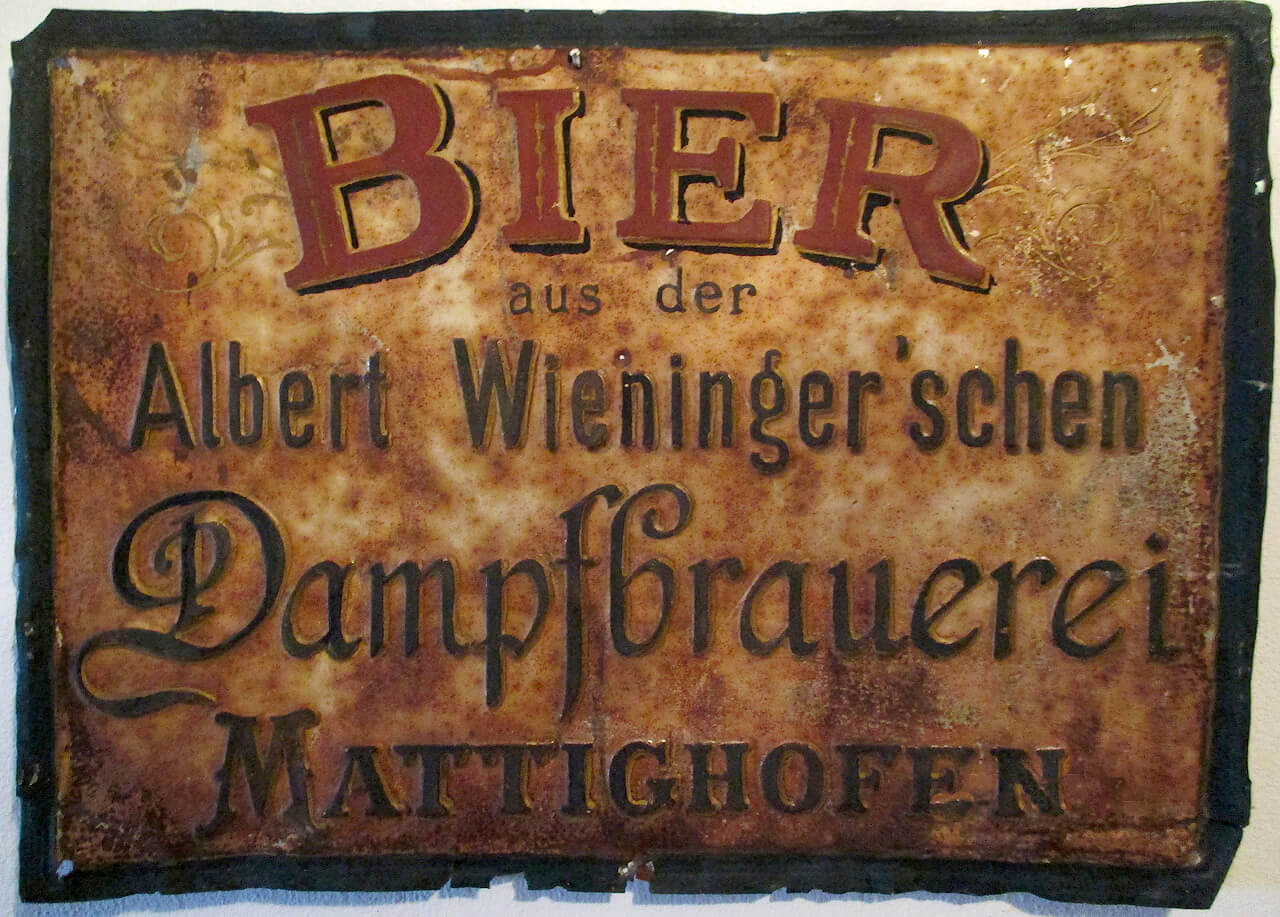 BIER
aus der
Albert Wieninger'schen
Dampfbrauerei
MATTIGHOFEN